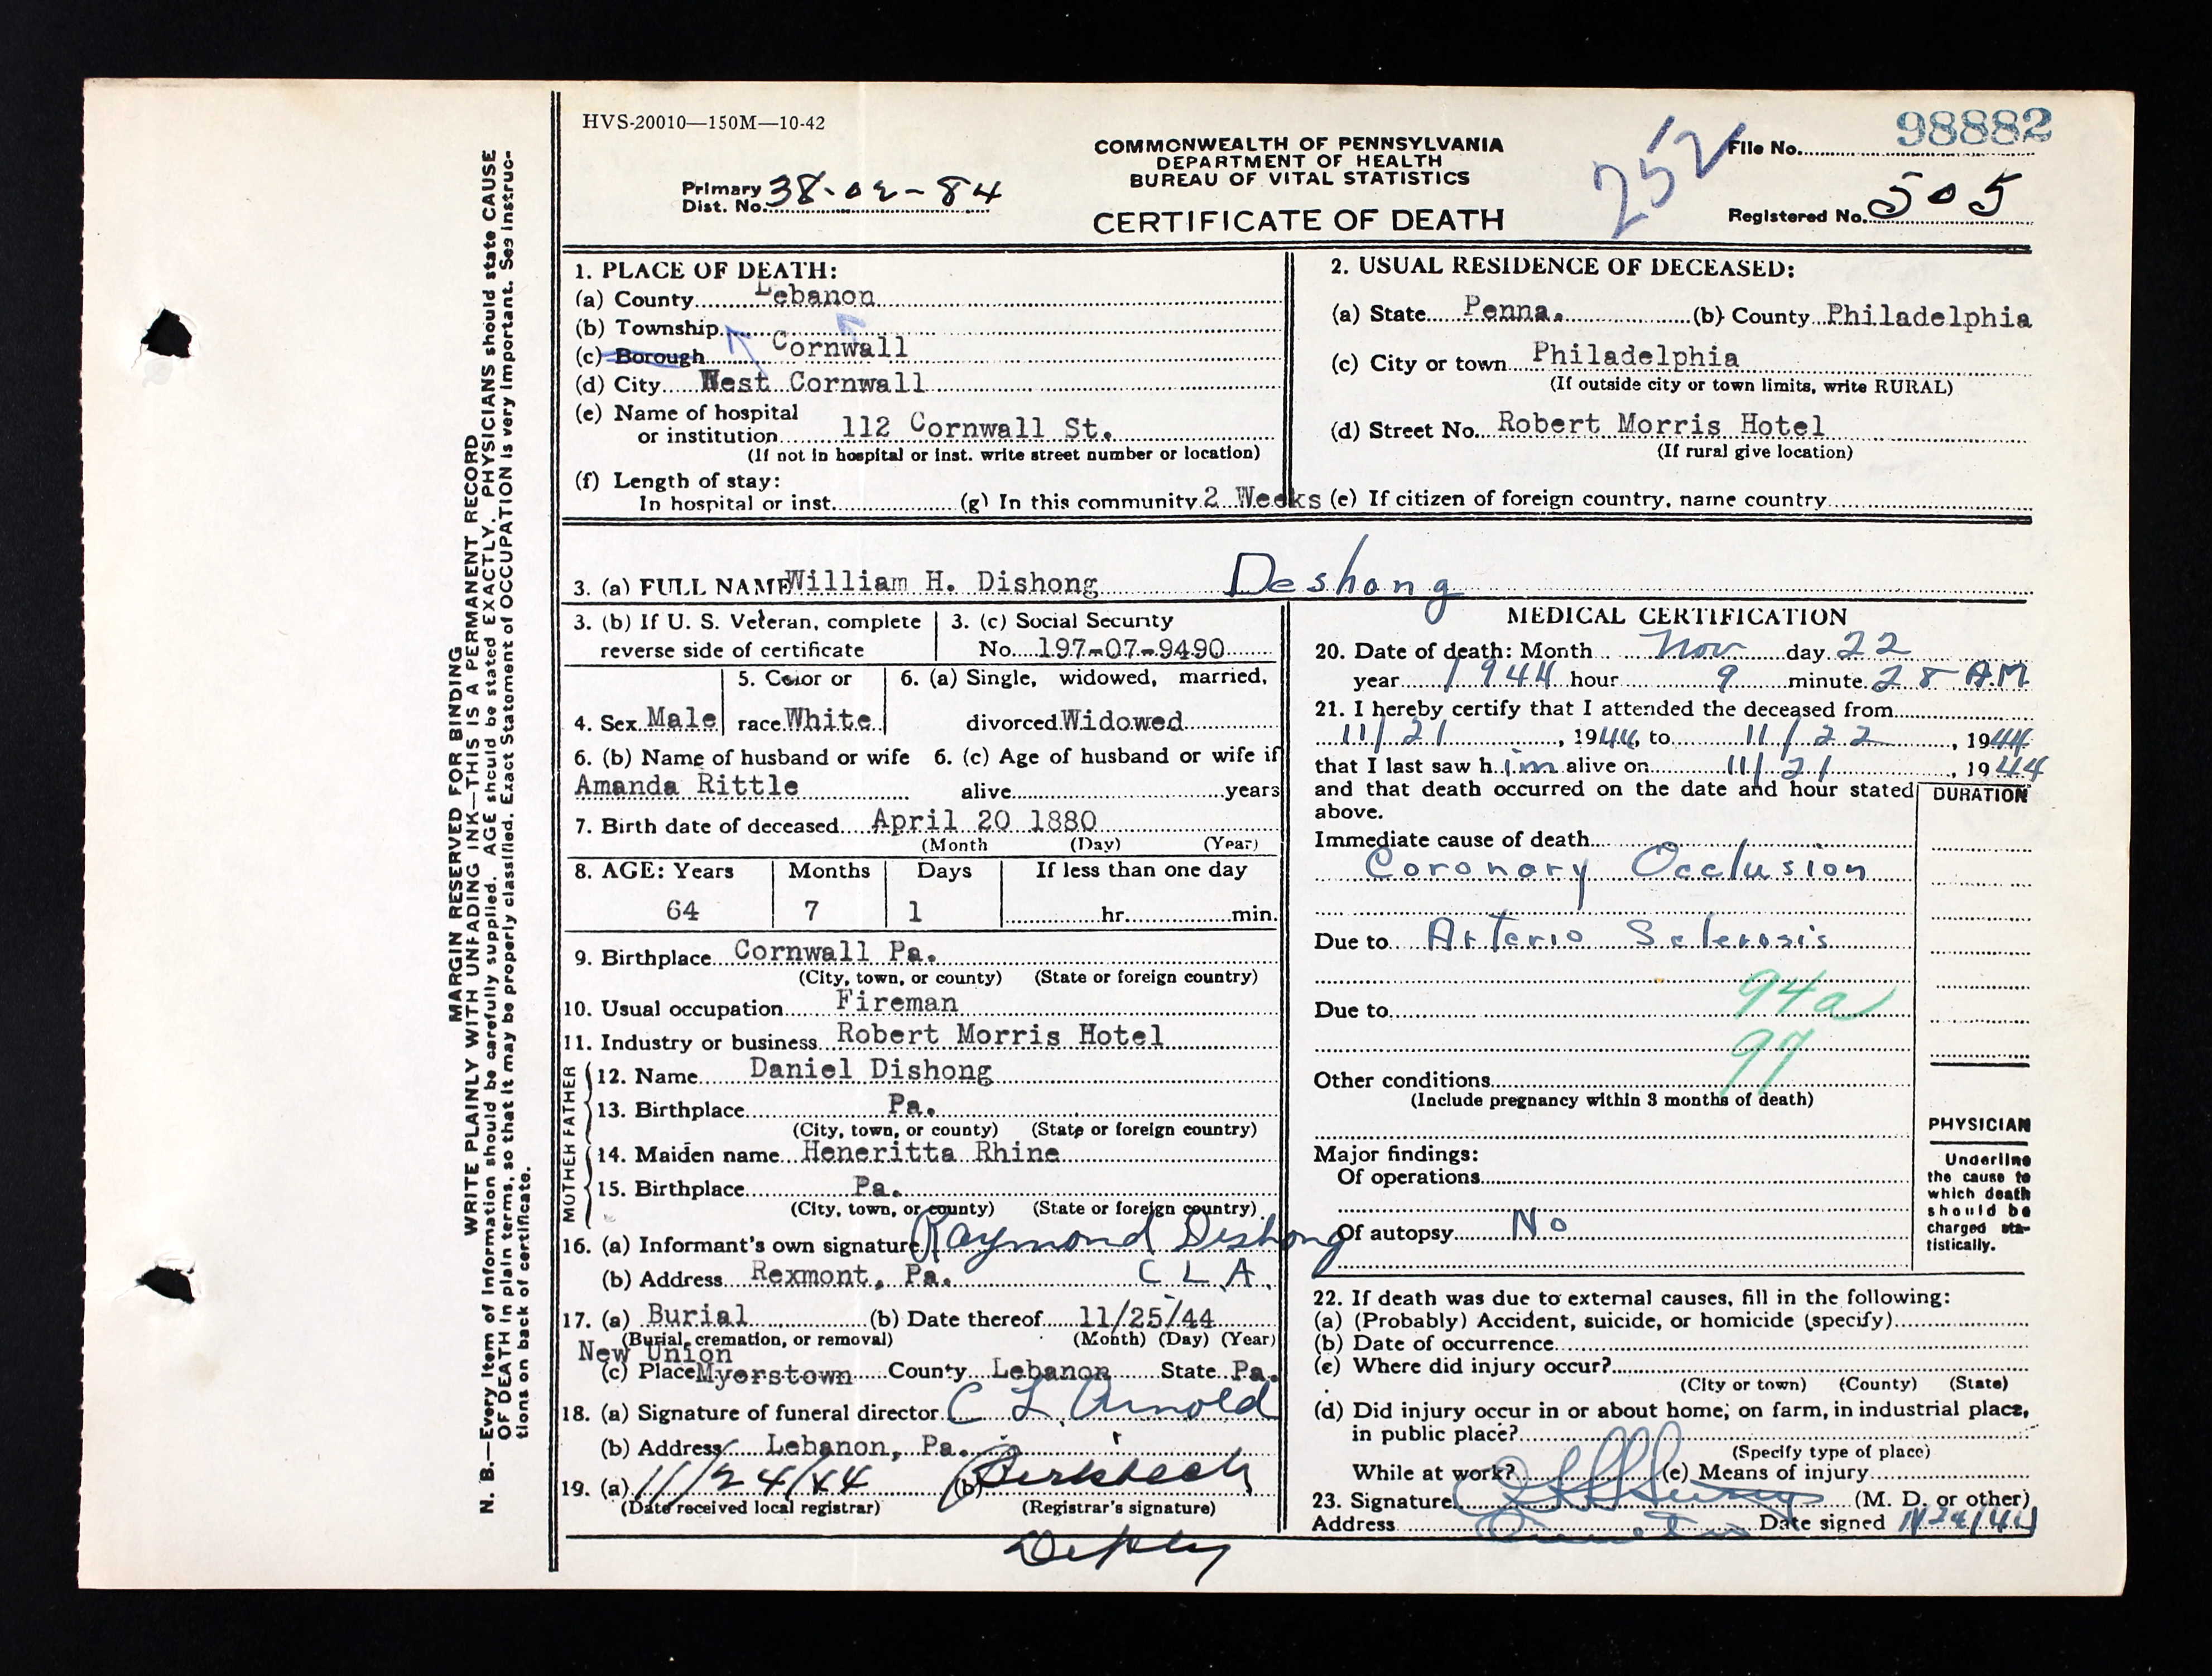 HVS-20010—150M—10-42
98882
COMMONWEALTH OF PENNSYLVANIA
DEPARTMENT OF HEALTH
BUREAU OF VITAL STATISTICS
CERTIFICATE OF DEATH
252
File No.
Primary
Dist. No. 38-02-84
Registered No. 505
1. PLACE OF DEATH:
(a) County Lebanon
(b) Township
(c) Borough Cornwall
(d) City West Cornwall
(e) Name of hospital
or institution 112 Cornwall St.
(If not in hospital or inst. write street number or location)
(f) Length of stay:
In hospital or inst. (g) In this community 2 Weeks
2. USUAL RESIDENCE OF DECEASED:
(a) State Penna. (b) County Philadelphia
(c) City or town Philadelphia
(If outside city or town limits, write RURAL)
(d) Street No. Robert Morris Hotel
(If rural give location)
(e) If citizen of foreign country, name country
3. (a) FULL NAME William H. Dishong Deshong
3. (b) If U. S. Veteran, complete
reverse side of certificate
3. (c) Social Security
No. 197-07-9490
4. Sex Male
5. Color or
race White
6. (a) Single, widowed, married,
divorced Widowed
6. (b) Name of husband or wife
Amanda Rittle
6. (c) Age of husband or wife if
alive years
7. Birth date of deceased April 20 1880
(Month (Day) (Year)
8. AGE: Years Months Days If less than one day
64 7 1 hr. min.
9. Birthplace Cornwall Pa.
(City, town, or county) (State or foreign country)
10. Usual occupation Fireman
11. Industry or business Robert Morris Hotel
FATHER
12. Name Daniel Dishong
13. Birthplace Pa.
(City, town, or county) (State or foreign country)
MOTHER
14. Maiden name Heneritta Rhine
15. Birthplace Pa.
(City, town, or county) (State or foreign country)
16. (a) Informant's own signature Raymond Dishong
(b) Address Rexmont, Pa. C L A.
17. (a) Burial (b) Date thereof 11/25/44
(Burial, cremation, or removal) (Month) (Day) (Year)
New Union
(c) Place Myerstown County Lebanon State Pa.
18. (a) Signature of funeral director C L Arnold
(b) Address Lebanon, Pa.
19. (a) 11/24/44 (b)
(Date received local registrar) (Registrar's signature)
MEDICAL CERTIFICATION
20. Date of death: Month Nov day 22
year 1944 hour 9 minute 28 A.M
21. I hereby certify that I attended the deceased from
11/21, 1944, to 11/22, 1944
that I last saw him alive on 11/21, 1944
and that death occurred on the date and hour stated
above.
DURATION
Immediate cause of death
Coronary Occlusion
Due to Arterio Sclerosis
94a
Due to
97
Other conditions
(Include pregnancy within 3 months of death)
Major findings:
Of operations
Of autopsy No
PHYSICIAN
Underline
the cause to
which death
should be
charged sta-
tistically.
22. If death was due to external causes, fill in the following:
(a) (Probably) Accident, suicide, or homicide (specify)
(b) Date of occurrence
(c) Where did injury occur?
(City or town) (County) (State)
(d) Did injury occur in or about home, on farm, in industrial place,
in public place?
(Specify type of place)
While at work? (e) Means of injury
23. Signature (M. D. or other)
Address Date signed
MARGIN RESERVED FOR BINDING
WRITE PLAINLY WITH UNFADING INK—THIS IS A PERMANENT RECORD
N. B.—Every item of information should be carefully supplied. AGE should be stated EXACTLY. PHYSICIANS should state CAUSE
OF DEATH in plain terms, so that it may be properly classified. Exact Statement of OCCUPATION is very important. See instruc-
tions on back of certificate.